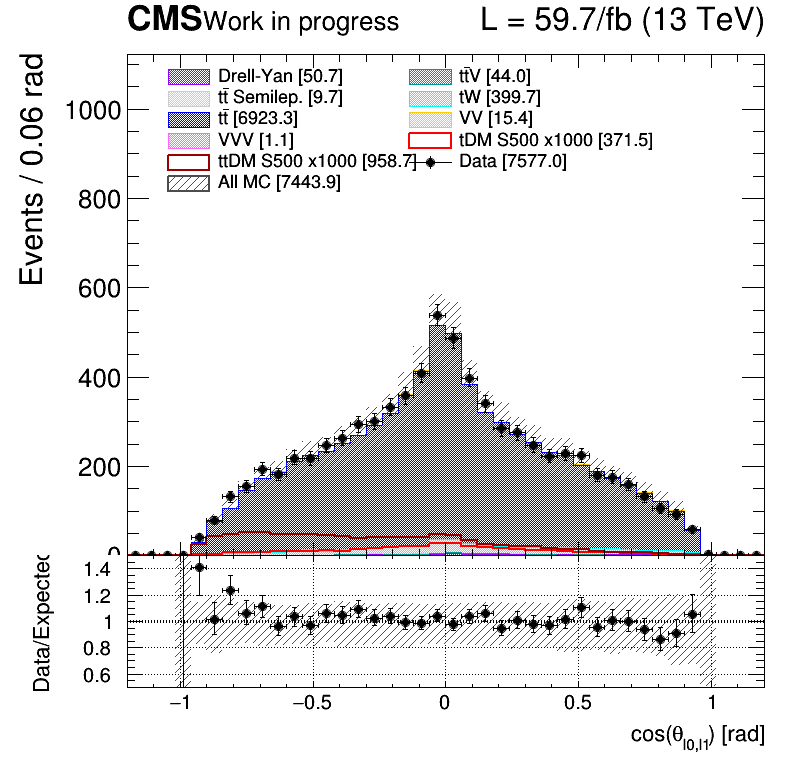 CMS Work in progress L = 59.7/fb (13 TeV)
Events / 0.06 rad
Drell-Yan [50.7] tt̄V [44.0]
tt̄ Semilep. [9.7] tW [399.7]
tt̄ [6923.3] VV [15.4]
VVV [1.1] tDM S500 x1000 [371.5]
ttDM S500 x1000 [958.7] Data [7577.0]
All MC [7443.9]
1000
800
600
400
200
0
Data/Expected
1.4
1.2
1
0.8
0.6
−1 −0.5 0 0.5 1
cos(θ_l0,l1) [rad]